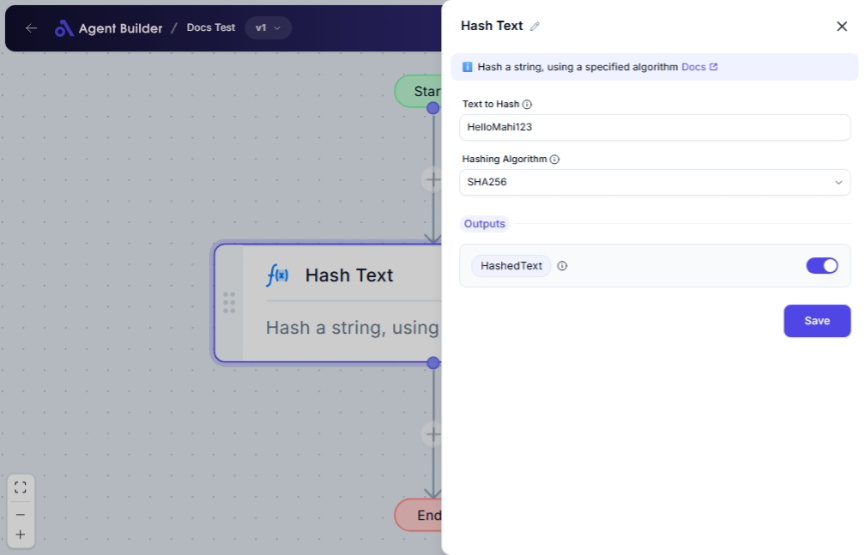 Agent Builder / Docs Test v1
Start
Hash Text
Hash a string, using
End
Hash Text
Hash a string, using a specified algorithm Docs
Text to Hash
HelloMahi123
Hashing Algorithm
SHA256
Outputs
HashedText
Save